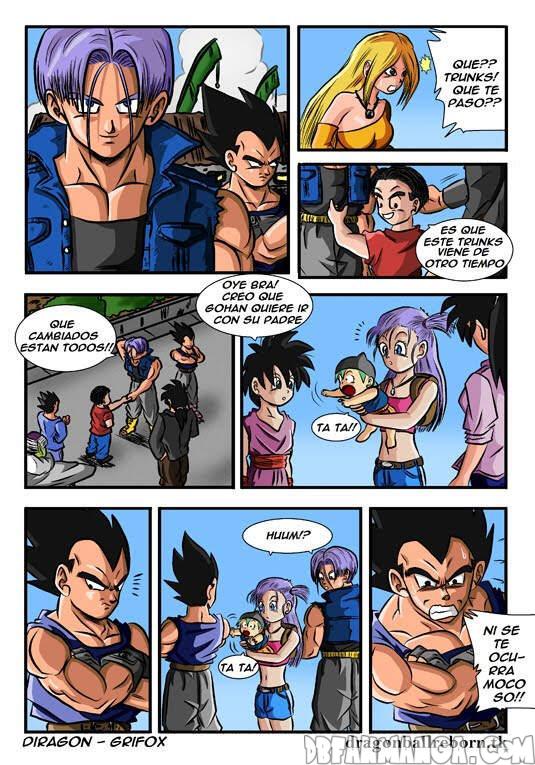 QUE??
TRUNKS!
QUE TE
PASO??
ES QUE
ESTE TRUNKS
VIENE DE
OTRO TIEMPO
QUE
CAMBIADOS
ESTAN TODOS!!
OYE BRA!
CREO QUE
GOHAN QUIERE IR
CON SU PADRE
TA TA!!
HUUM!?
TA TA!
NI SE
TE
OCU-
RRA
MOCO
SO!!
DIRAGON - GRIFOX
dragonballreborn.tk
DBFANMANGA.COM